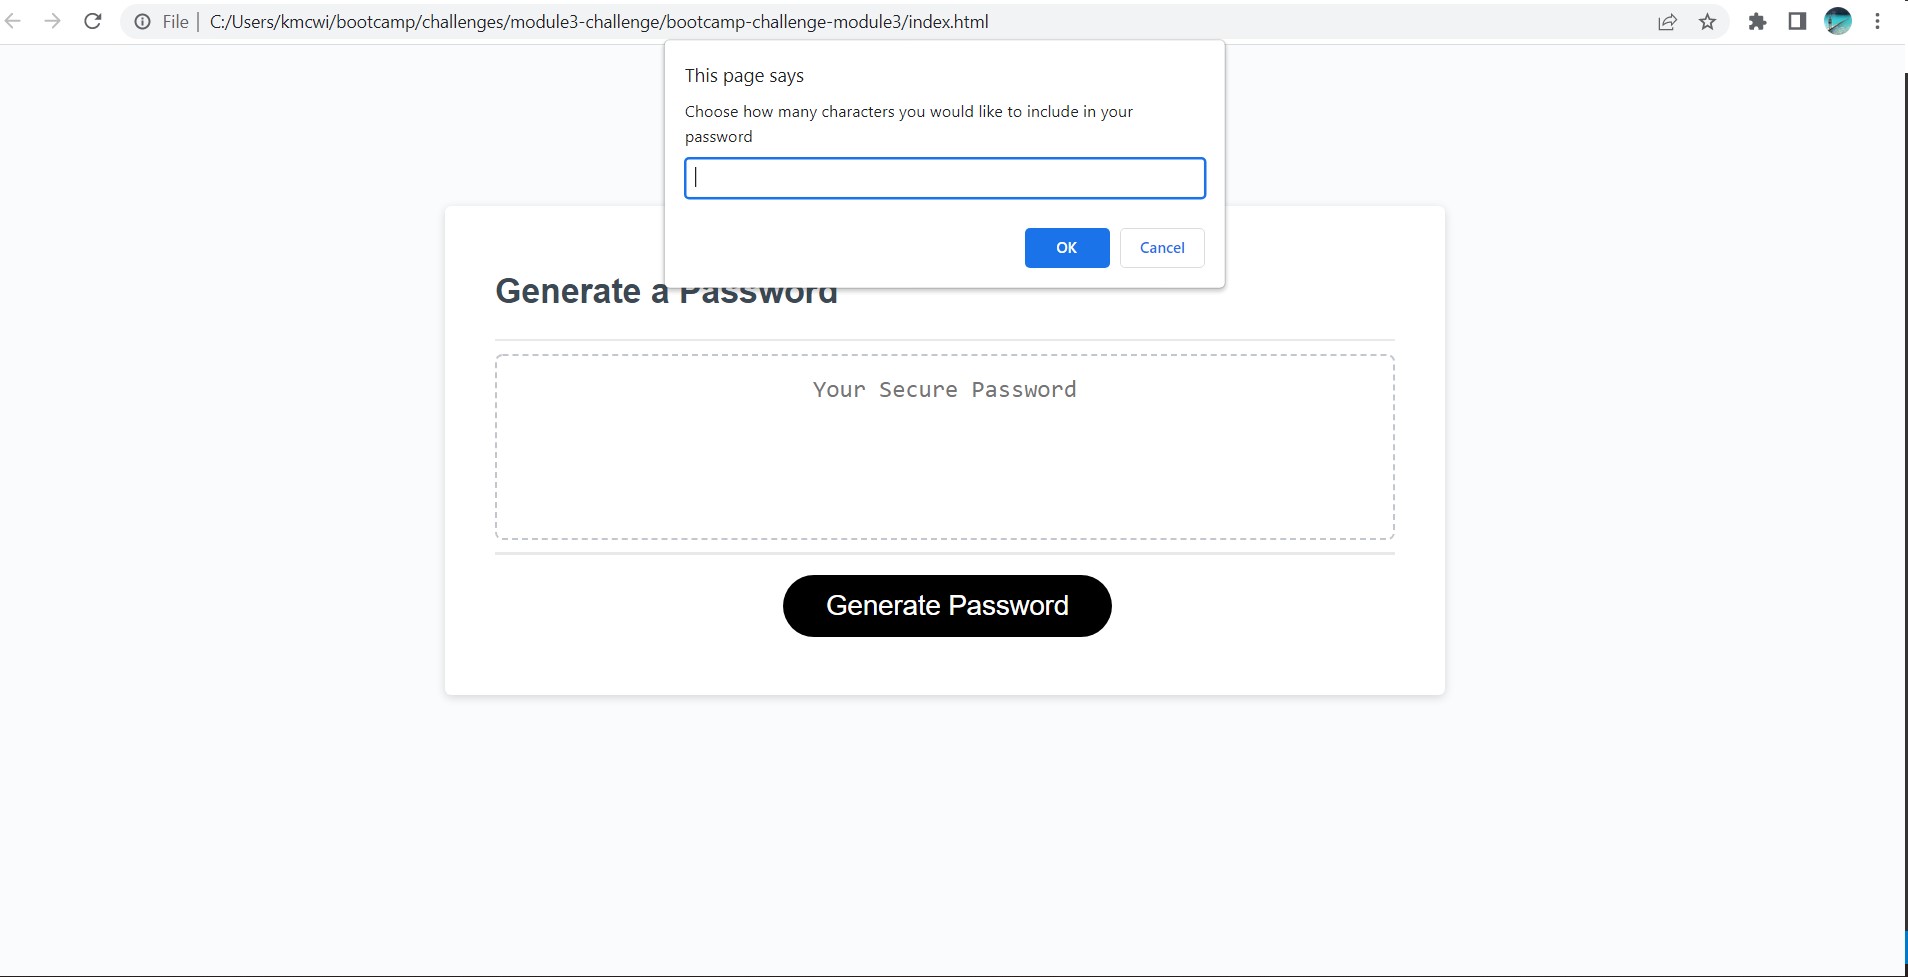 File | C:/Users/kmcwi/bootcamp/challenges/module3-challenge/bootcamp-challenge-module3/index.html
This page says
Choose how many characters you would like to include in your
password
OK Cancel
Generate a Password
Your Secure Password
Generate Password